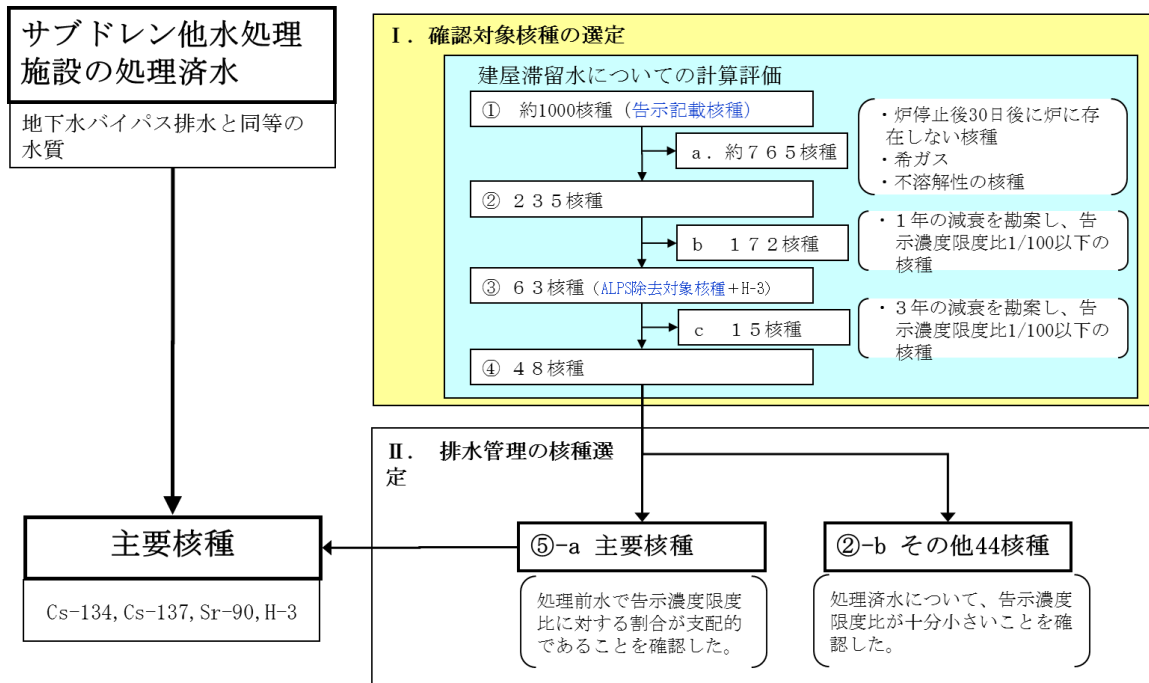 サブドレン他水処理
施設の処理済水
地下水バイパス排水と同等の
水質
主要核種
Cs-134,Cs-137,Sr-90,H-3
Ⅰ. 確認対象核種の選定
建屋滞留水についての計算評価
① 約1000核種（告示記載核種）
a. 約765核種
・炉停止後30日後に炉に存
在しない核種
・希ガス
・不溶解性の核種
② 235核種
b 172核種
・1年の減衰を勘案し、告
示濃度限度比1/100以下の
核種
③ 63核種（ALPS除去対象核種＋H-3）
c 15核種
・3年の減衰を勘案し、告
示濃度限度比1/100以下の
核種
④ 48核種
Ⅱ. 排水管理の核種選
定
⑤-a 主要核種
処理前水で告示濃度限度
比に対する割合が支配的
であることを確認した。
②-b その他44核種
処理済水について、告示濃度
限度比が十分小さいことを確
認した。